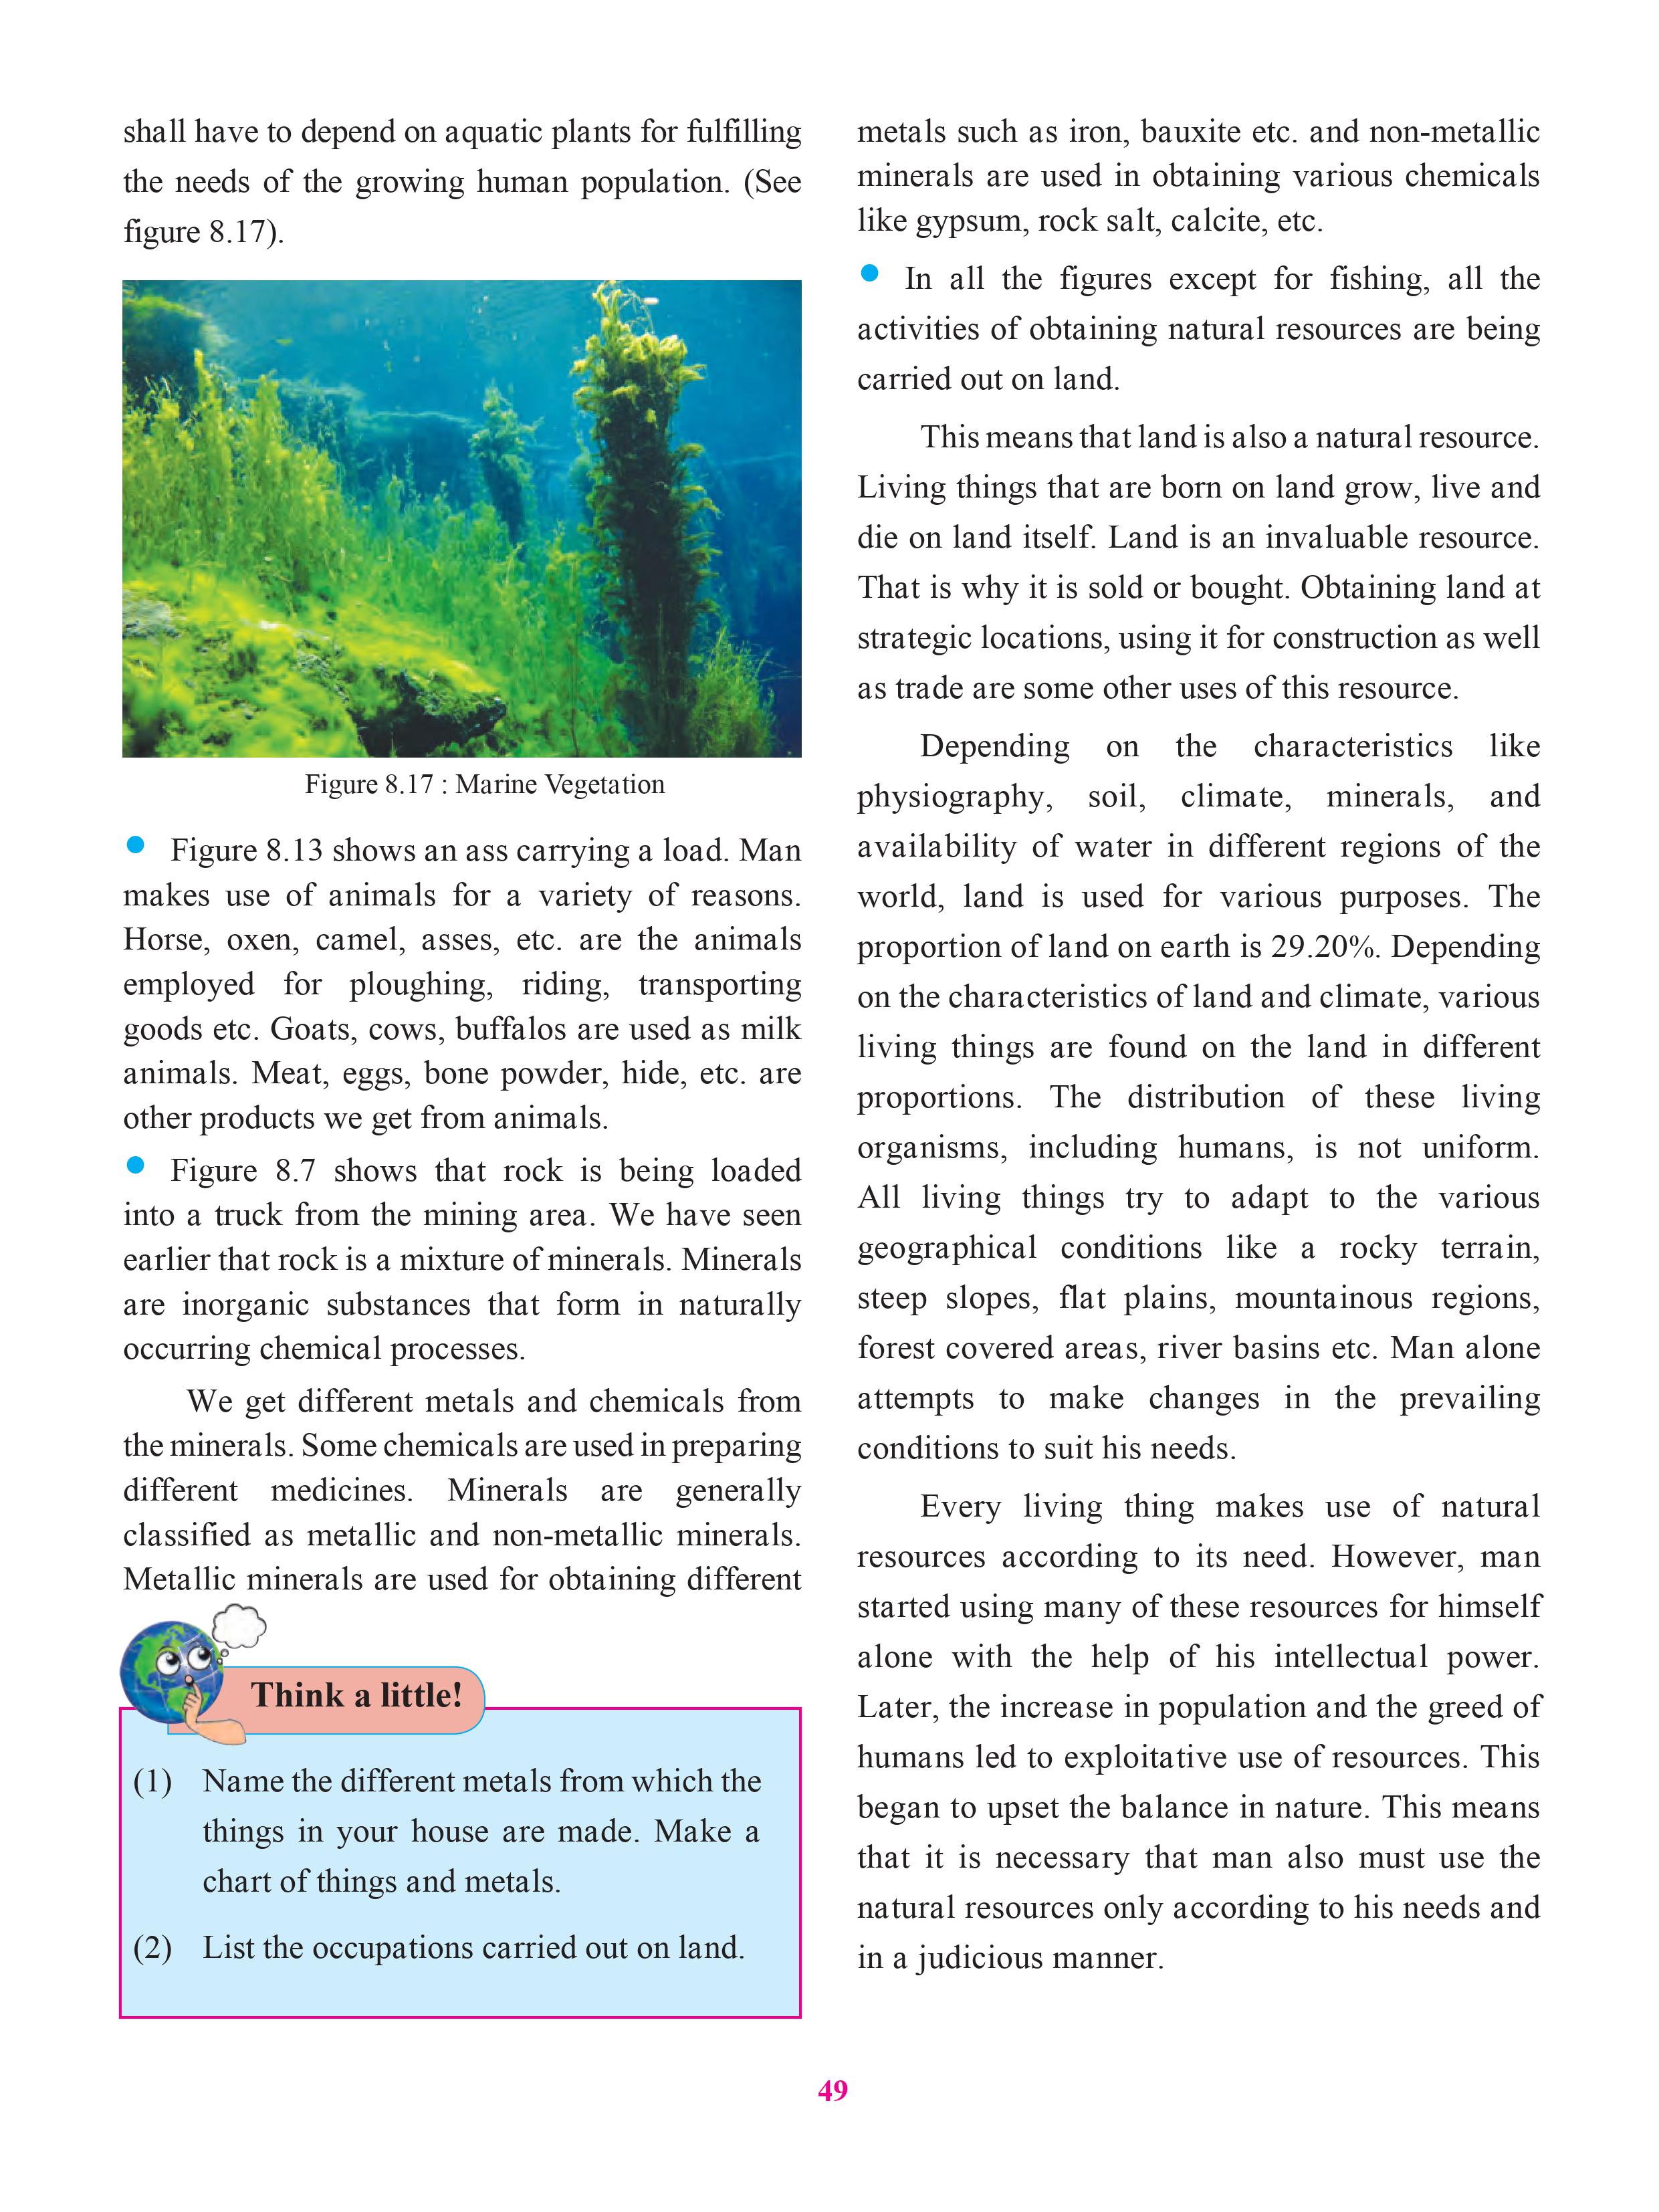 shall have to depend on aquatic plants for fulfilling
the needs of the growing human population. (See
figure 8.17).
Figure 8.17 : Marine Vegetation
• Figure 8.13 shows an ass carrying a load. Man
makes use of animals for a variety of reasons.
Horse, oxen, camel, asses, etc. are the animals
employed for ploughing, riding, transporting
goods etc. Goats, cows, buffalos are used as milk
animals. Meat, eggs, bone powder, hide, etc. are
other products we get from animals.
• Figure 8.7 shows that rock is being loaded
into a truck from the mining area. We have seen
earlier that rock is a mixture of minerals. Minerals
are inorganic substances that form in naturally
occurring chemical processes.
We get different metals and chemicals from
the minerals. Some chemicals are used in preparing
different medicines. Minerals are generally
classified as metallic and non-metallic minerals.
Metallic minerals are used for obtaining different
Think a little!
(1) Name the different metals from which the
things in your house are made. Make a
chart of things and metals.
(2) List the occupations carried out on land.
metals such as iron, bauxite etc. and non-metallic
minerals are used in obtaining various chemicals
like gypsum, rock salt, calcite, etc.
• In all the figures except for fishing, all the
activities of obtaining natural resources are being
carried out on land.
This means that land is also a natural resource.
Living things that are born on land grow, live and
die on land itself. Land is an invaluable resource.
That is why it is sold or bought. Obtaining land at
strategic locations, using it for construction as well
as trade are some other uses of this resource.
Depending on the characteristics like
physiography, soil, climate, minerals, and
availability of water in different regions of the
world, land is used for various purposes. The
proportion of land on earth is 29.20%. Depending
on the characteristics of land and climate, various
living things are found on the land in different
proportions. The distribution of these living
organisms, including humans, is not uniform.
All living things try to adapt to the various
geographical conditions like a rocky terrain,
steep slopes, flat plains, mountainous regions,
forest covered areas, river basins etc. Man alone
attempts to make changes in the prevailing
conditions to suit his needs.
Every living thing makes use of natural
resources according to its need. However, man
started using many of these resources for himself
alone with the help of his intellectual power.
Later, the increase in population and the greed of
humans led to exploitative use of resources. This
began to upset the balance in nature. This means
that it is necessary that man also must use the
natural resources only according to his needs and
in a judicious manner.
49